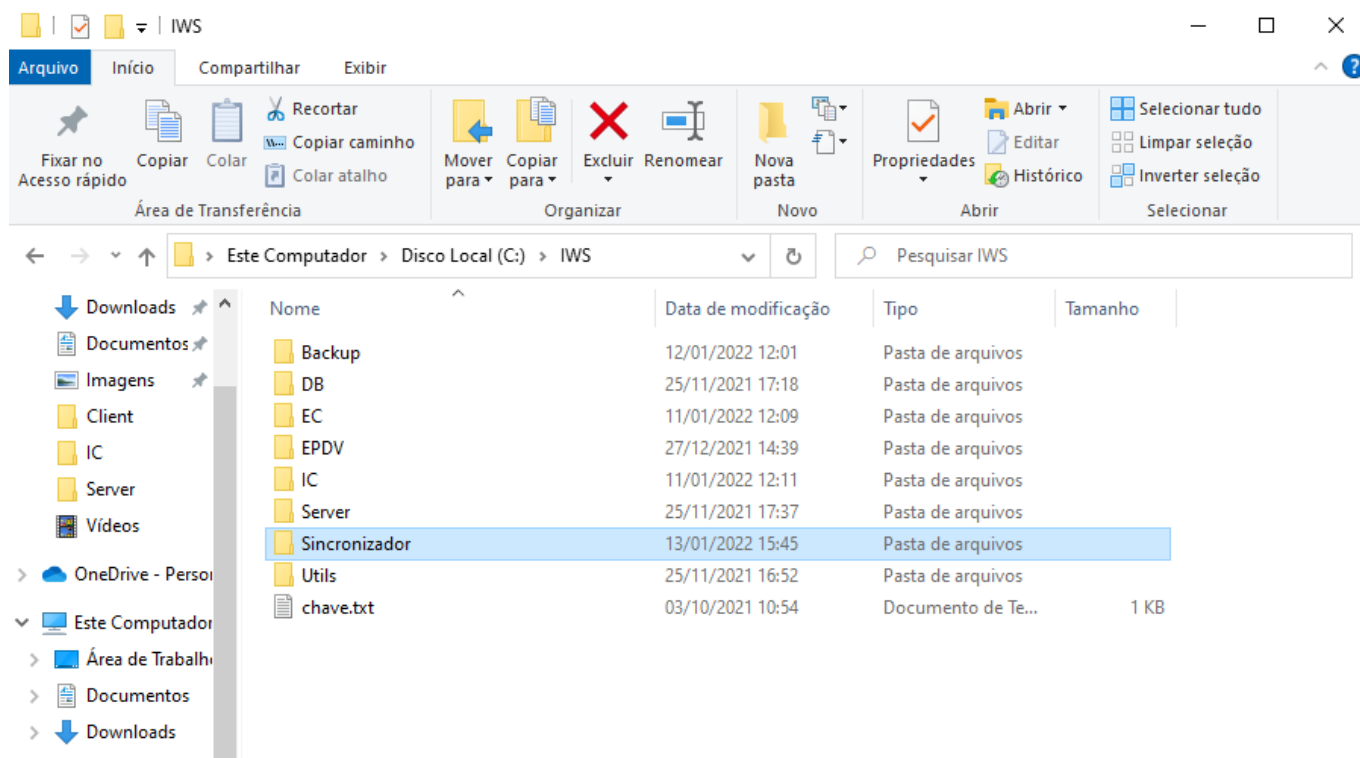 IWS
Arquivo Início Compartilhar Exibir
Fixar no Acesso rápido
Copiar
Colar
Recortar
Copiar caminho
Colar atalho
Área de Transferência
Mover para
Copiar para
Excluir
Renomear
Organizar
Nova pasta
Novo
Propriedades
Abrir
Editar
Histórico
Abrir
Selecionar tudo
Limpar seleção
Inverter seleção
Selecionar
Este Computador > Disco Local (C:) > IWS
Pesquisar IWS
Downloads
Documentos
Imagens
Client
IC
Server
Vídeos
OneDrive - Person
Este Computador
Área de Trabalh
Documentos
Downloads
Nome Data de modificação Tipo Tamanho
Backup 12/01/2022 12:01 Pasta de arquivos
DB 25/11/2021 17:18 Pasta de arquivos
EC 11/01/2022 12:09 Pasta de arquivos
EPDV 27/12/2021 14:39 Pasta de arquivos
IC 11/01/2022 12:11 Pasta de arquivos
Server 25/11/2021 17:37 Pasta de arquivos
Sincronizador 13/01/2022 15:45 Pasta de arquivos
Utils 25/11/2021 16:52 Pasta de arquivos
chave.txt 03/10/2021 10:54 Documento de Te... 1 KB